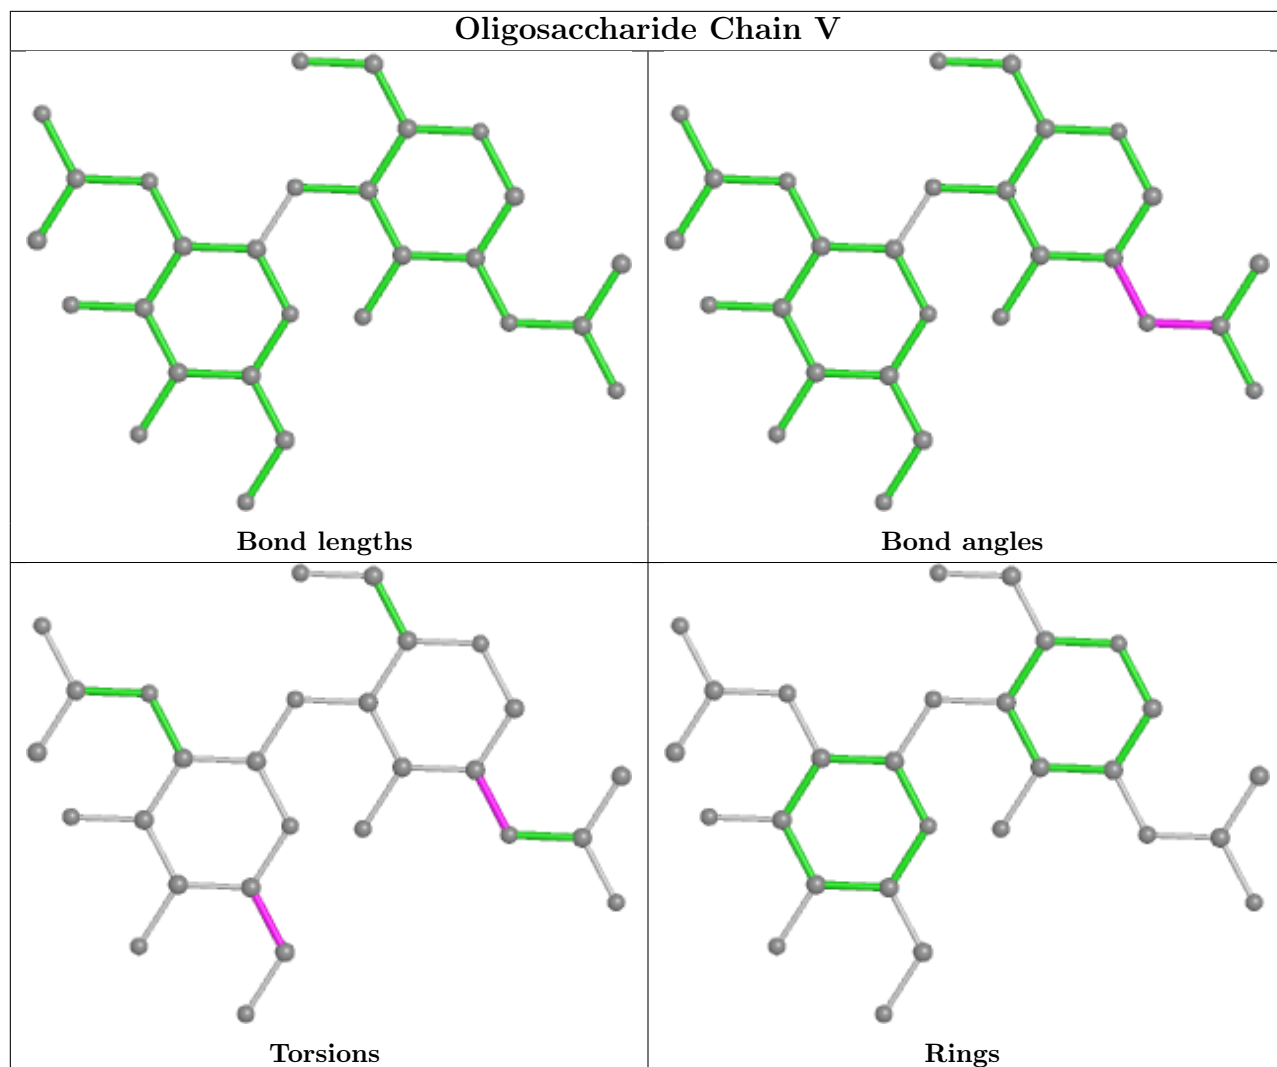 Oligosaccharide Chain V
Bond lengths
Bond angles
Torsions
Rings